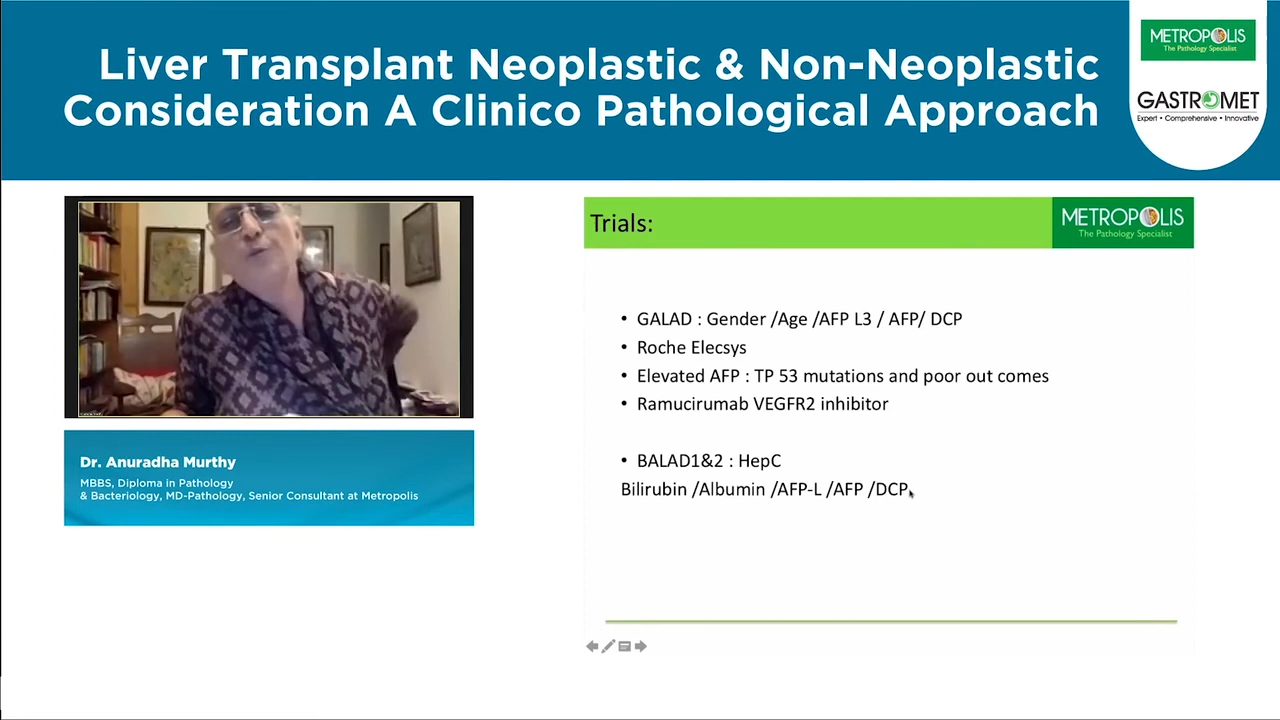 Liver Transplant Neoplastic & Non-Neoplastic
Consideration A Clinico Pathological Approach
METROPOLIS
The Pathology Specialist
GASTROMET
Expert • Comprehensive • Innovative
Trials:
METROPOLIS
The Pathology Specialist
• GALAD : Gender /Age /AFP L3 / AFP/ DCP
• Roche Elecsys
• Elevated AFP : TP 53 mutations and poor out comes
• Ramucirumab VEGFR2 inhibitor
• BALAD1&2 : HepC
Bilirubin /Albumin /AFP-L /AFP /DCP
Dr. Anuradha Murthy
MBBS, Diploma in Pathology
& Bacteriology, MD-Pathology, Senior Consultant at Metropolis